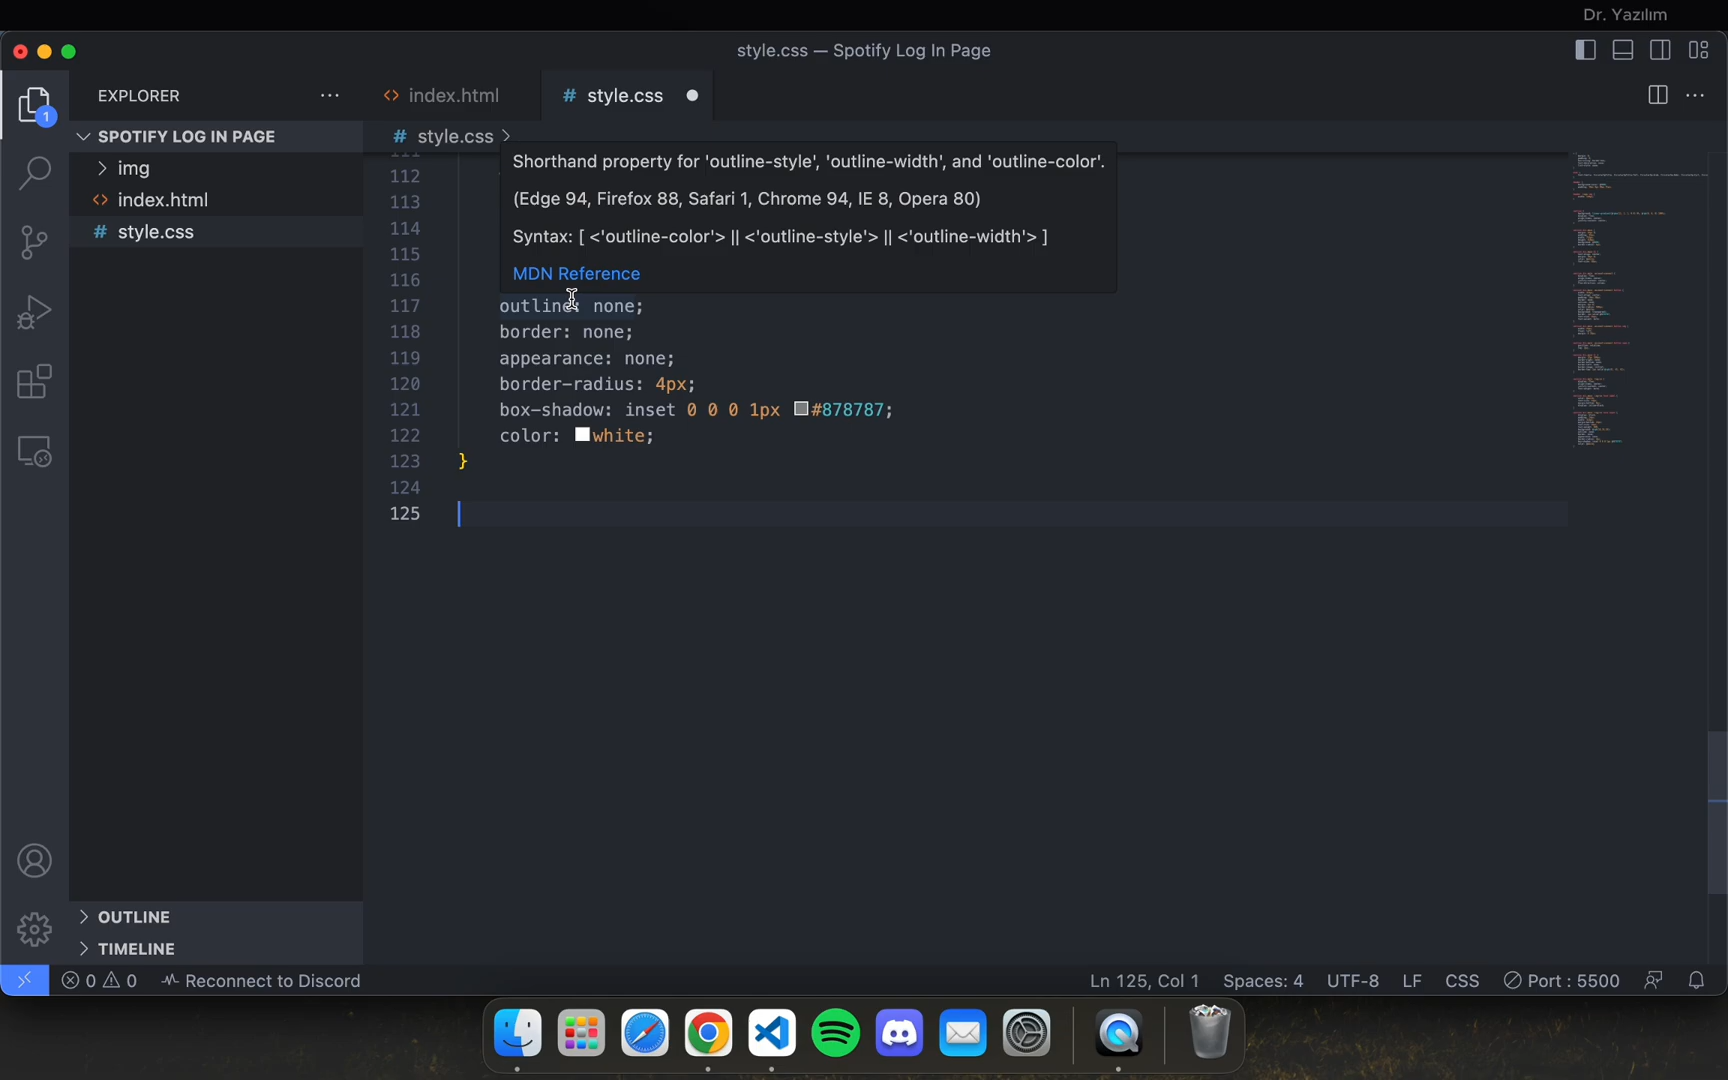 Dr. Yazılım
style.css — Spotify Log In Page
EXPLORER
index.html
# style.css
SPOTIFY LOG IN PAGE
# style.css
img
index.html
# style.css
Shorthand property for 'outline-style', 'outline-width', and 'outline-color'.
(Edge 94, Firefox 88, Safari 1, Chrome 94, IE 8, Opera 80)
Syntax: [ <'outline-color'> || <'outline-style'> || <'outline-width'> ]
MDN Reference
112
113
114
115
116
117 outline: none;
118 border: none;
119 appearance: none;
120 border-radius: 4px;
121 box-shadow: inset 0 0 0 1px #878787;
122 color: white;
123 }
124
125
1
OUTLINE
TIMELINE
0 0 Reconnect to Discord
Ln 125, Col 1 Spaces: 4 UTF-8 LF CSS Port : 5500